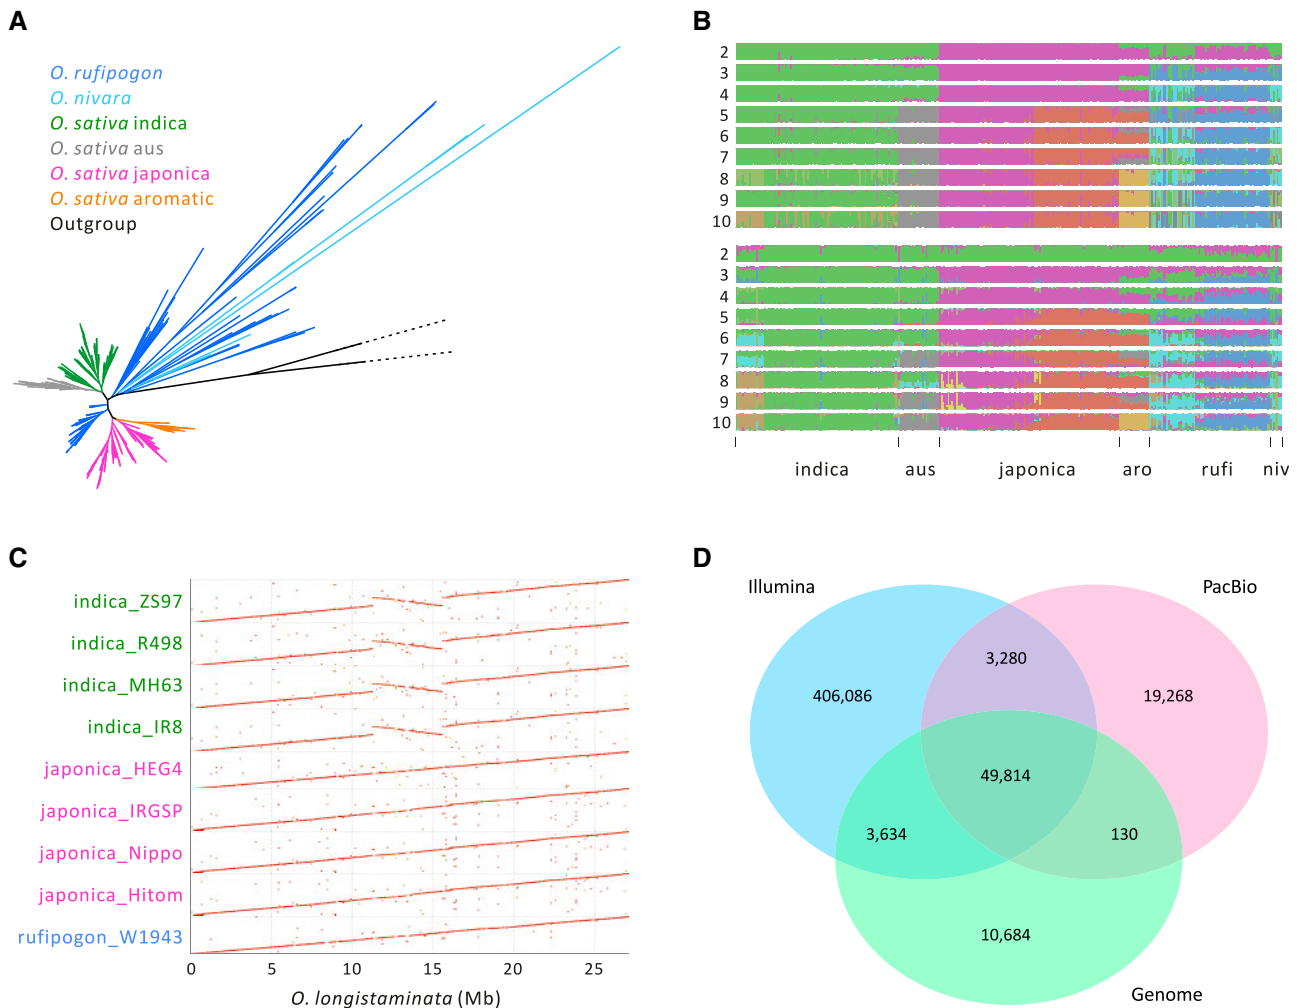 A
O. rufipogon
O. nivara
O. sativa indica
O. sativa aus
O. sativa japonica
O. sativa aromatic
Outgroup
B
2
3
4
5
6
7
8
9
10
2
3
4
5
6
7
8
9
10
indica aus japonica aro rufi niv
C
indica_ZS97
indica_R498
indica_MH63
indica_IR8
japonica_HEG4
japonica_IRGSP
japonica_Nippo
japonica_Hitom
rufipogon_W1943
0 5 10 15 20 25
O. longistaminata (Mb)
D
Illumina
PacBio
3,280
406,086
19,268
49,814
3,634
130
10,684
Genome